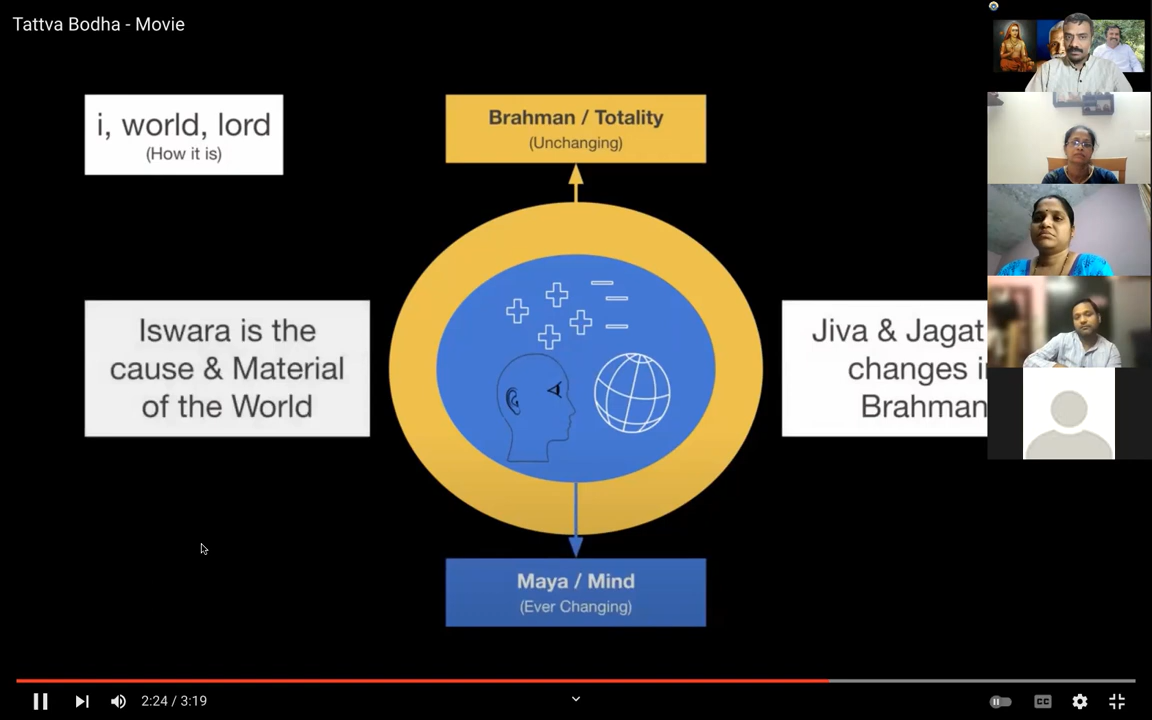 Tattva Bodha - Movie
i, world, lord
(How it is)
Brahman / Totality
(Unchanging)
Iswara is the
cause & Material
of the World
Jiva & Jagat
changes
Brahman
Maya / Mind
(Ever Changing)
2:24 / 3:19
CC